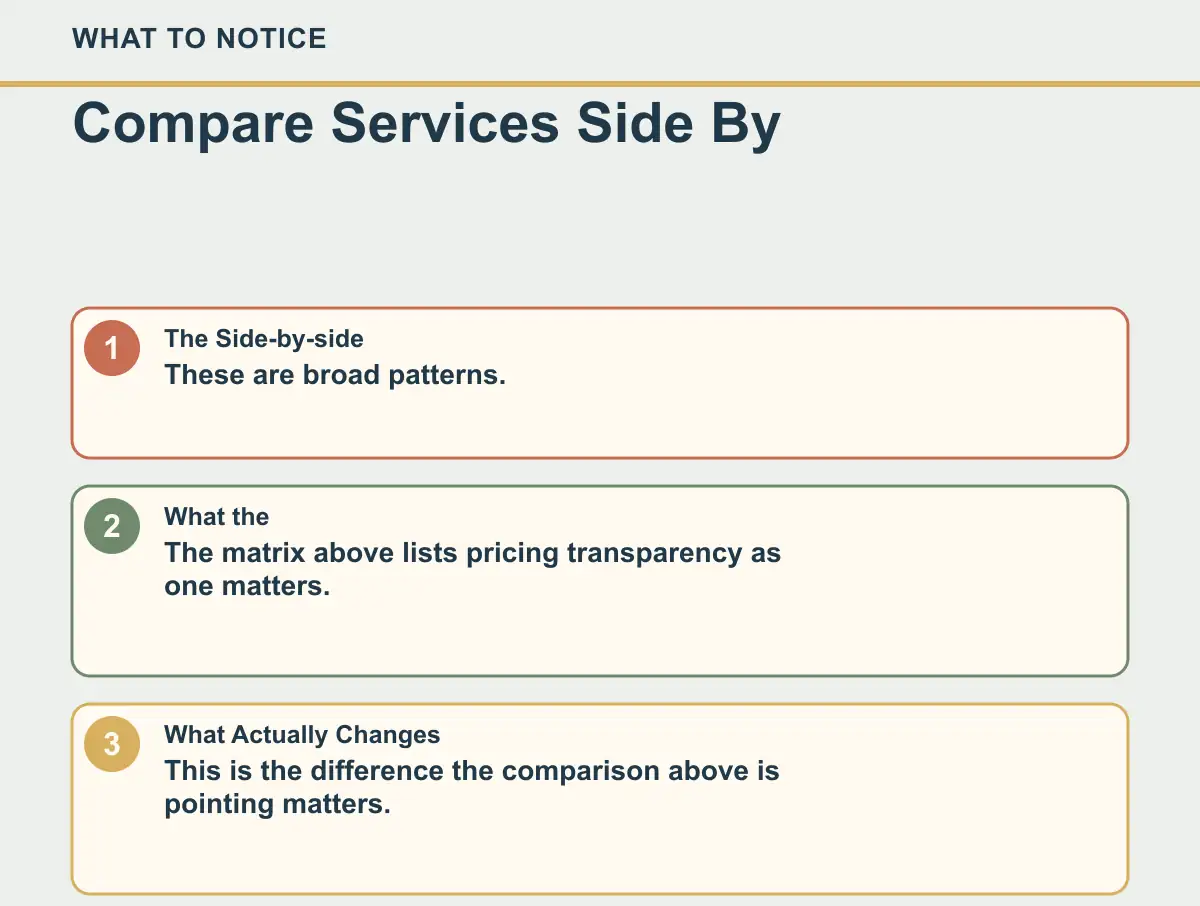 WHAT TO NOTICE
Compare Services Side By
1
The Side-by-side
These are broad patterns.
2
What the
The matrix above lists pricing transparency as
one matters.
3
What Actually Changes
This is the difference the comparison above is
pointing matters.